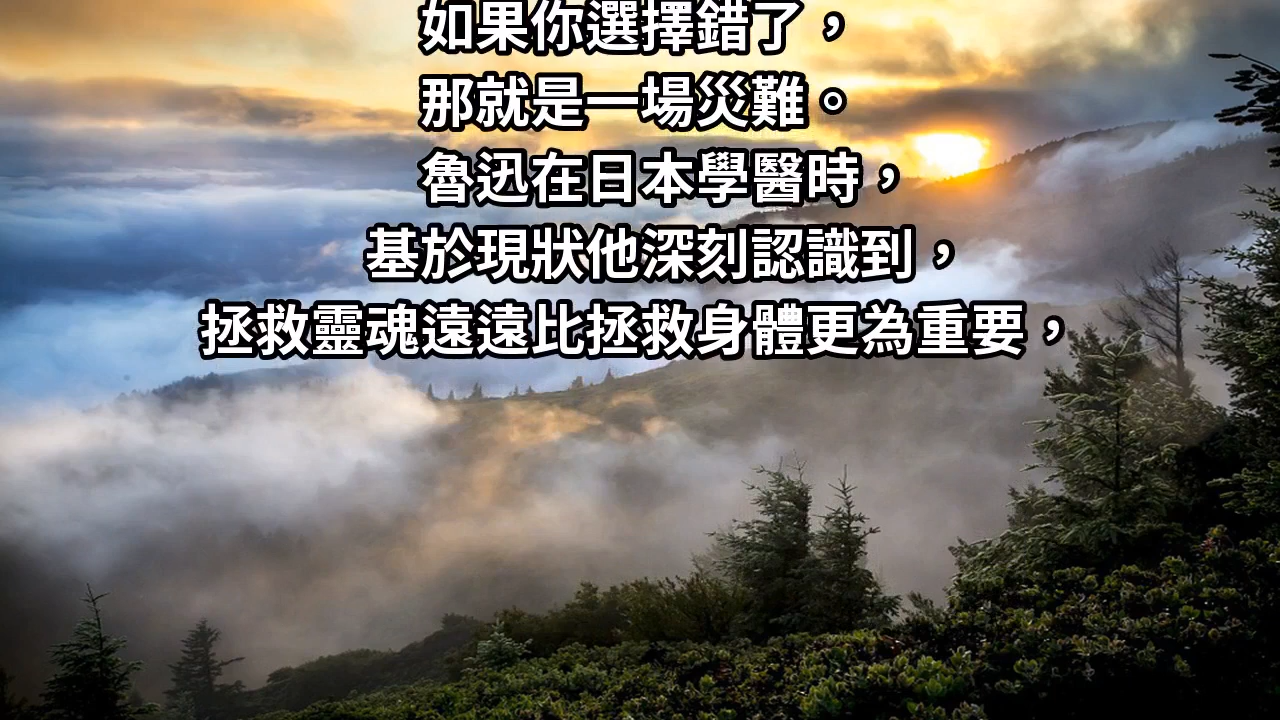 如果你選擇錯了，
那就是一場災難。
魯迅在日本學醫時，
基於現狀他深刻認識到，
拯救靈魂遠遠比拯救身體更為重要，